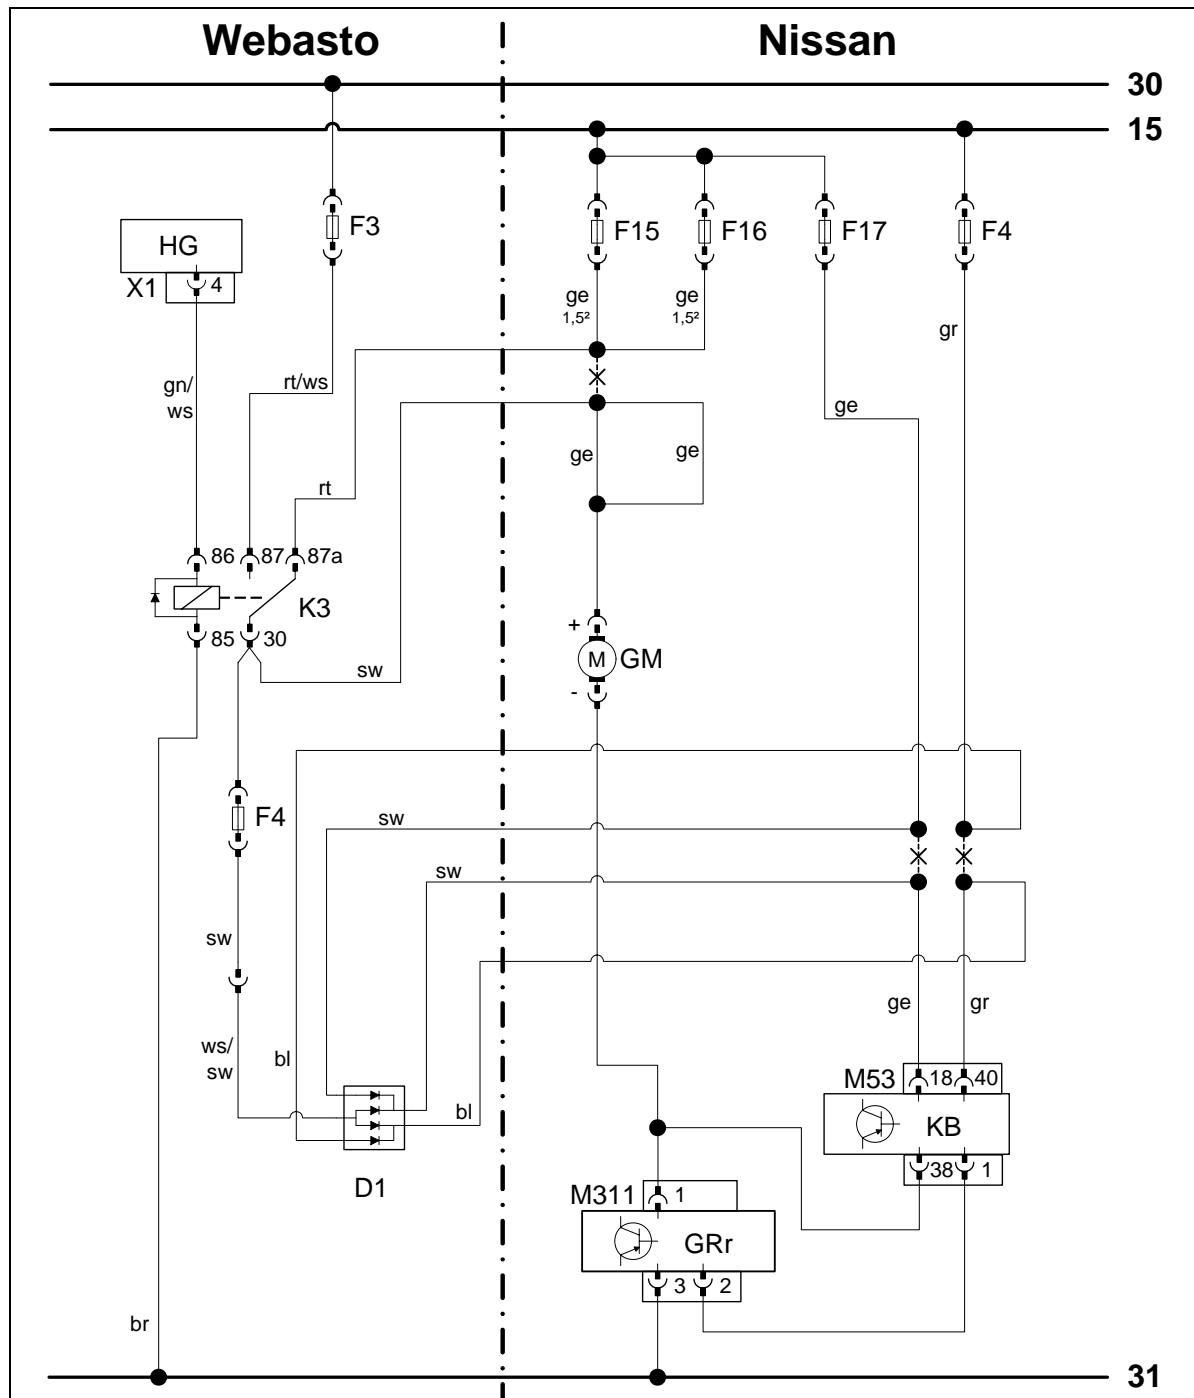 Webasto
Nissan
30
15
F3
F15
F16
F17
F4
HG
X1
4
ge
1,5²
ge
1,5²
gr
gn/
ws
rt/ws
ge
ge
ge
rt
86
87
87a
K3
85
30
+
M
GM
-
sw
F4
sw
sw
sw
ge
gr
ws/
sw
bl
bl
M53
18
40
KB
38
1
D1
M311
1
GRr
3
2
br
31